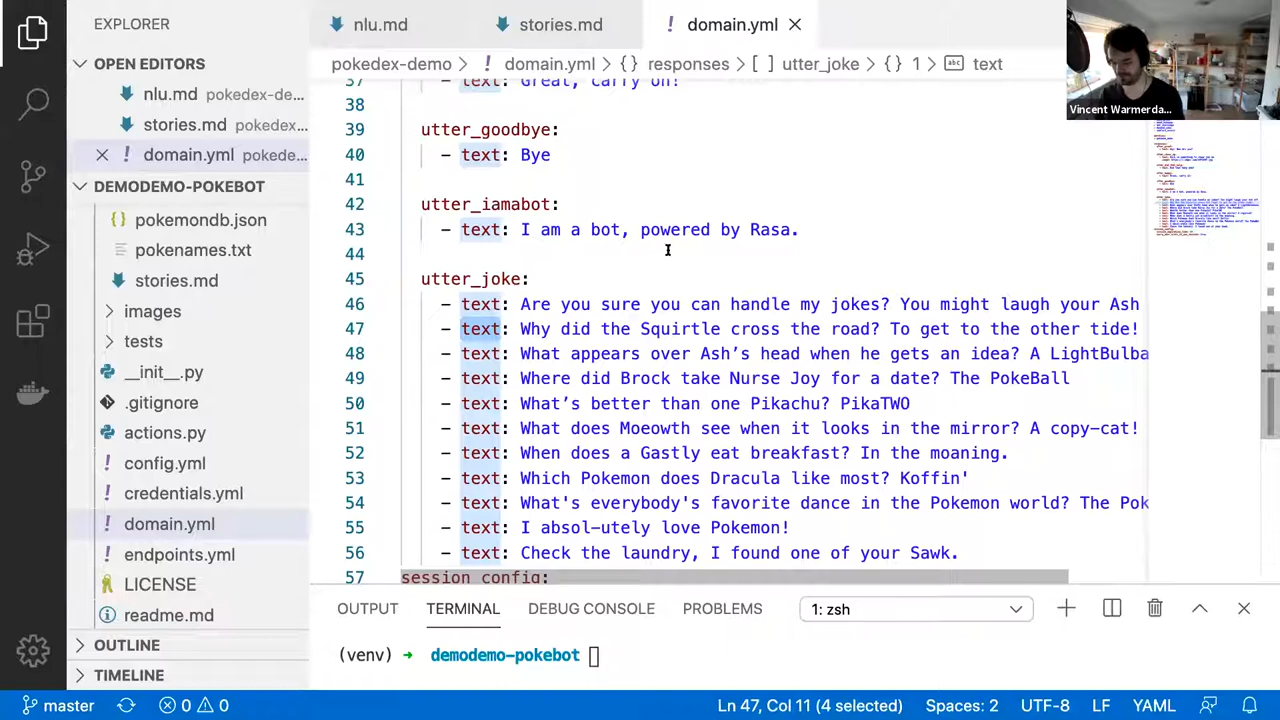 EXPLORER
OPEN EDITORS
nlu.md pokedex-de...
stories.md pokedex...
domain.yml pokede...
DEMODEMO-POKEBOT
pokemondb.json
pokenames.txt
stories.md
images
tests
__init__.py
.gitignore
actions.py
config.yml
credentials.yml
domain.yml
endpoints.yml
LICENSE
readme.md
OUTLINE
TIMELINE
nlu.md
stories.md
domain.yml
pokedex-demo > domain.yml > {} responses > [ ] utter_joke > {} 1 > abc text
37 - text: Great, carry on!
38
39 utter_goodbye:
40 - text: Bye
41
42 utter_iamabot:
43 - text: I am a bot, powered by Rasa.
44
45 utter_joke:
46 - text: Are you sure you can handle my jokes? You might laugh your Ash
47 - text: Why did the Squirtle cross the road? To get to the other tide!
48 - text: What appears over Ash’s head when he gets an idea? A LightBulba
49 - text: Where did Brock take Nurse Joy for a date? The PokeBall
50 - text: What’s better than one Pikachu? PikaTWO
51 - text: What does Moeowth see when it looks in the mirror? A copy-cat!
52 - text: When does a Gastly eat breakfast? In the moaning.
53 - text: Which Pokemon does Dracula like most? Koffin'
54 - text: What's everybody's favorite dance in the Pokemon world? The Pok
55 - text: I absol-utely love Pokemon!
56 - text: Check the laundry, I found one of your Sawk.
57 session_config:
Vincent Warmerda...
OUTPUT TERMINAL DEBUG CONSOLE PROBLEMS 1: zsh
(venv) → demodemo-pokebot
master 0 0 Ln 47, Col 11 (4 selected) Spaces: 2 UTF-8 LF YAML